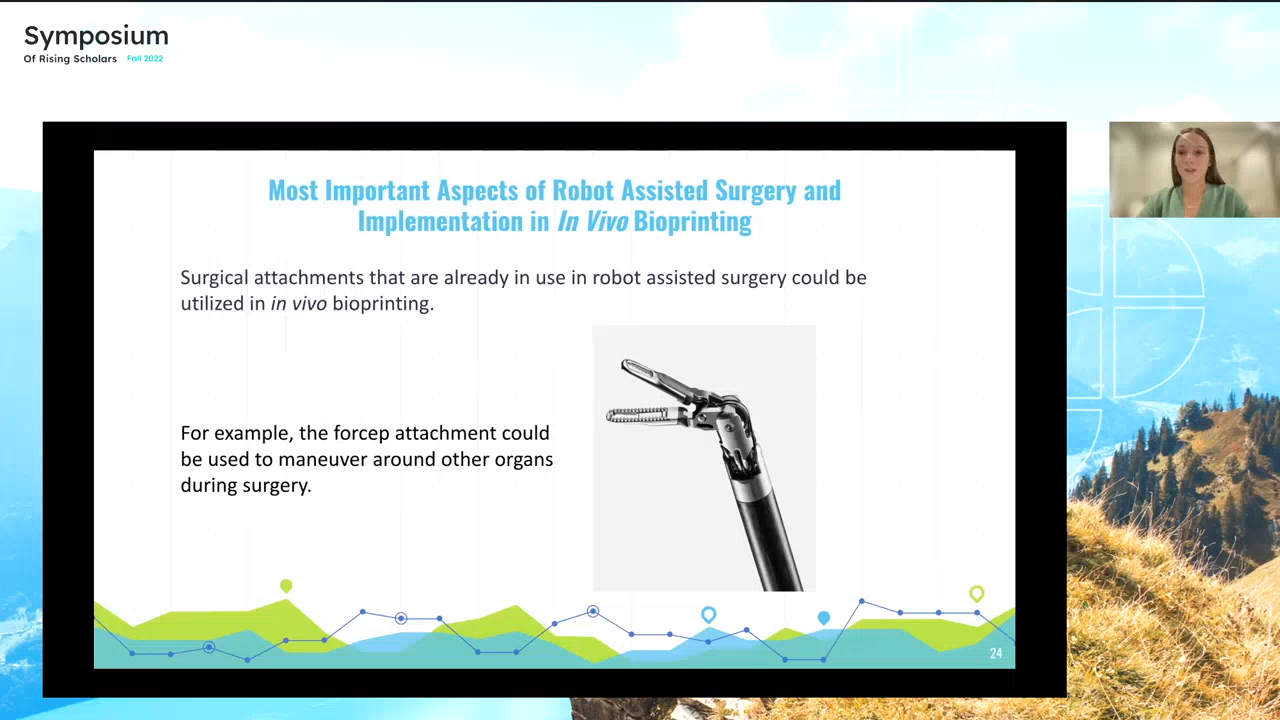 Symposium
Of Rising Scholars Fall 2022
Most Important Aspects of Robot Assisted Surgery and
Implementation in In Vivo Bioprinting
Surgical attachments that are already in use in robot assisted surgery could be
utilized in in vivo bioprinting.
For example, the forcep attachment could
be used to maneuver around other organs
during surgery.
24